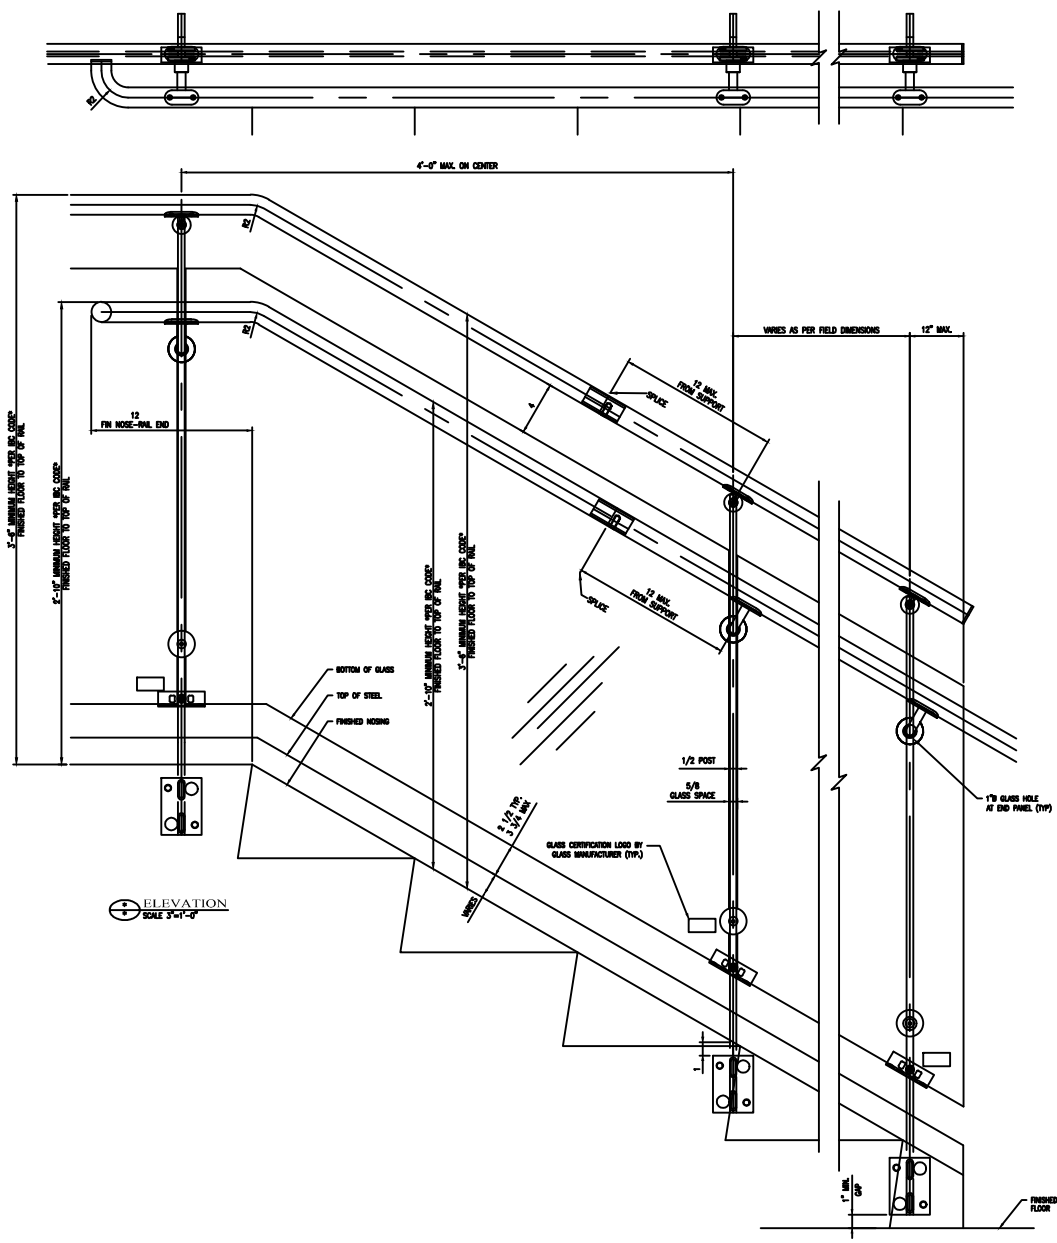 R2
4'-0" MAX. ON CENTER
R2
R2
VARIES AS PER FIELD DIMENSIONS
12" MAX.
12 MAX.
FROM SUPPORT
SPLICE
4
12
FIN NOSE-RAIL END
3'-6" MINIMUM HEIGHT *PER IBC CODE*
FINISHED FLOOR TO TOP OF RAIL
2'-10" MINIMUM HEIGHT *PER IBC CODE*
FINISHED FLOOR TO TOP OF RAIL
2'-10" MINIMUM HEIGHT *PER IBC CODE*
FINISHED FLOOR TO TOP OF RAIL
3'-6" MINIMUM HEIGHT *PER IBC CODE*
FINISHED FLOOR TO TOP OF RAIL
12 MAX.
FROM SUPPORT
SPLICE
BOTTOM OF GLASS
TOP OF STEEL
FINISHED NOSING
1/2 POST
5/8
GLASS SPACE
1"Ø GLASS HOLE
AT END PANEL (TYP)
2 1/2 TYP.
3 3/4 MAX
GLASS CERTIFICATION LOGO BY
GLASS MANUFACTURER (TYP.)
VARIES
*
*
ELEVATION
SCALE 3"=1'-0"
1
1" MIN.
GAP
FINISHED
FLOOR